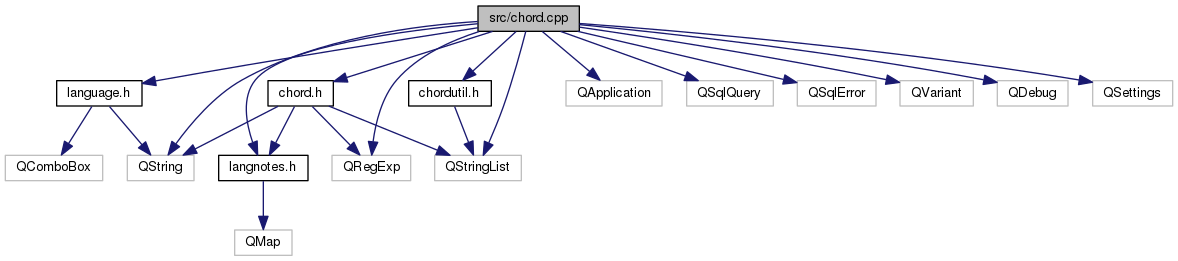 src/chord.cpp
language.h
chord.h
chordutil.h
QApplication
QSqlQuery
QSqlError
QVariant
QDebug
QSettings
QComboBox
QString
langnotes.h
QRegExp
QStringList
QMap